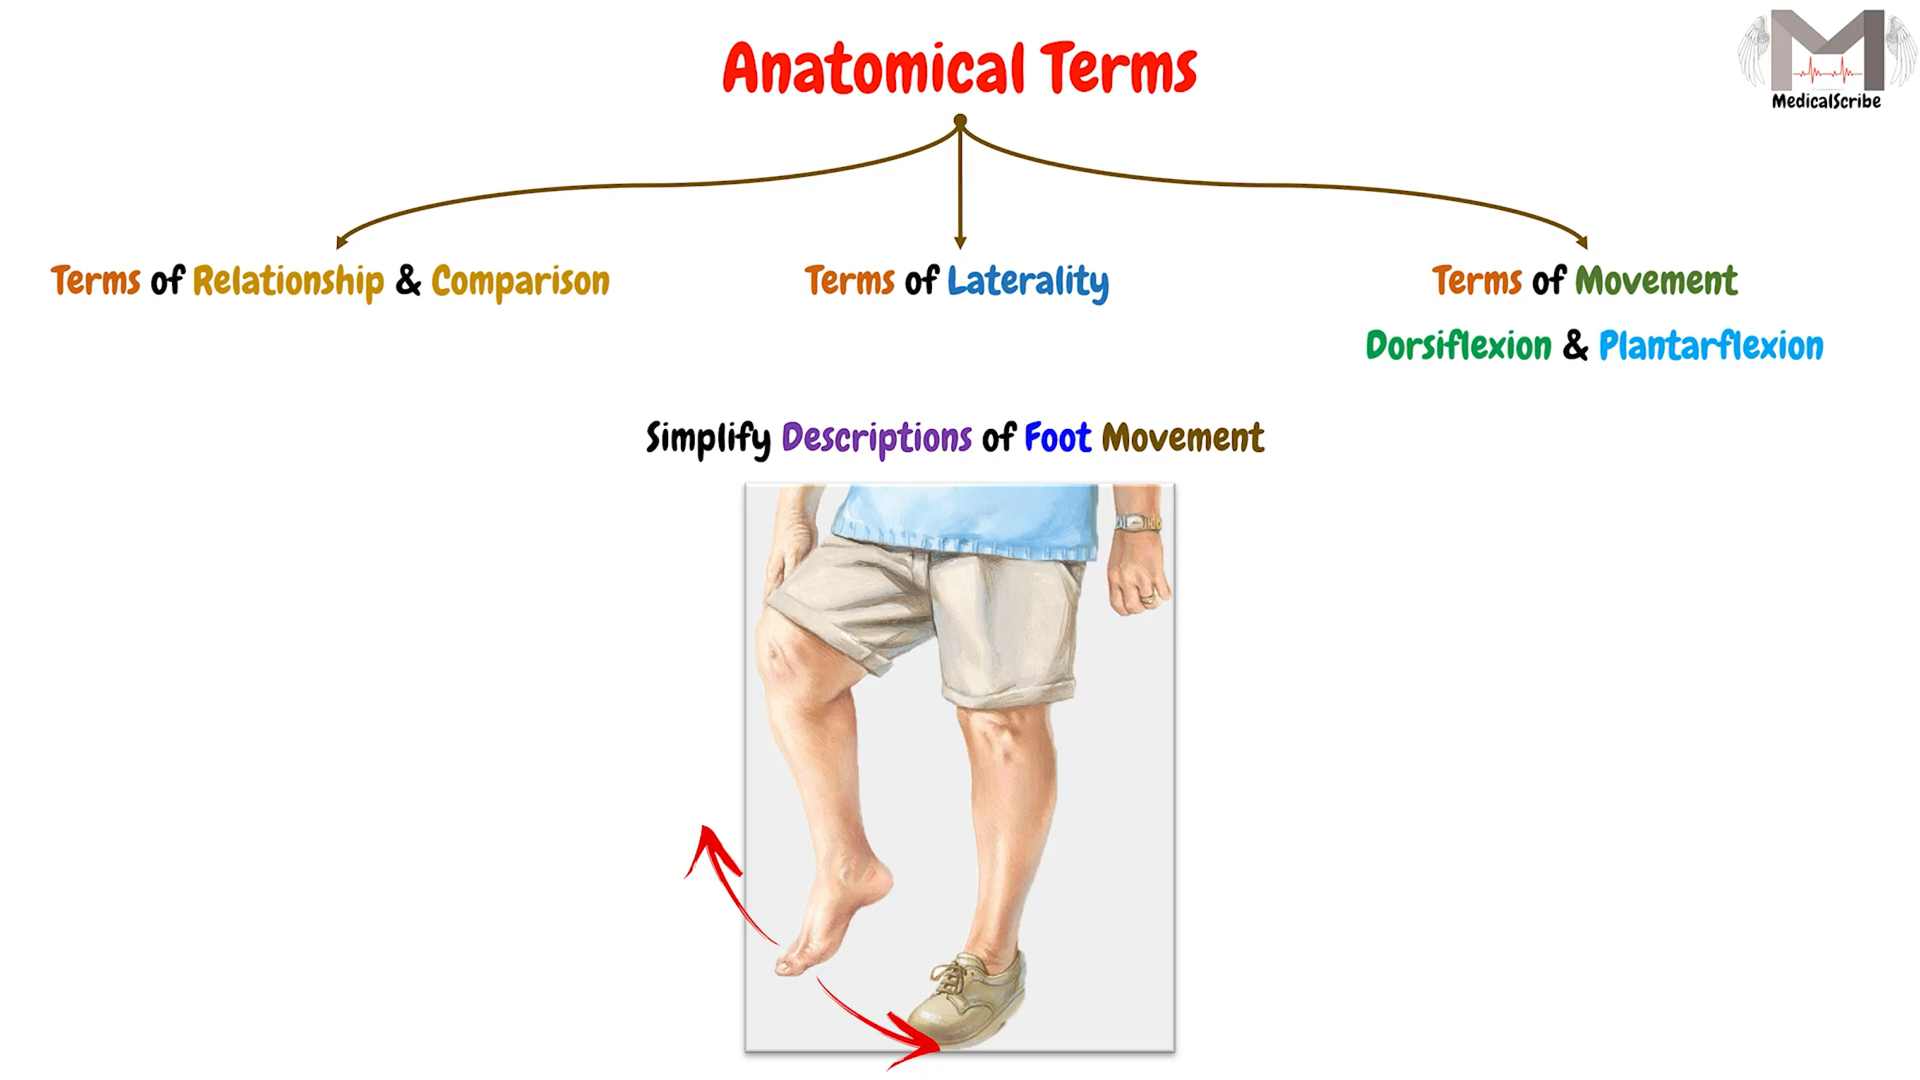 Anatomical Terms
MedicalScribe
Terms of Relationship & Comparison
Terms of Laterality
Terms of Movement
Dorsiflexion & Plantarflexion
Simplify Descriptions of Foot Movement